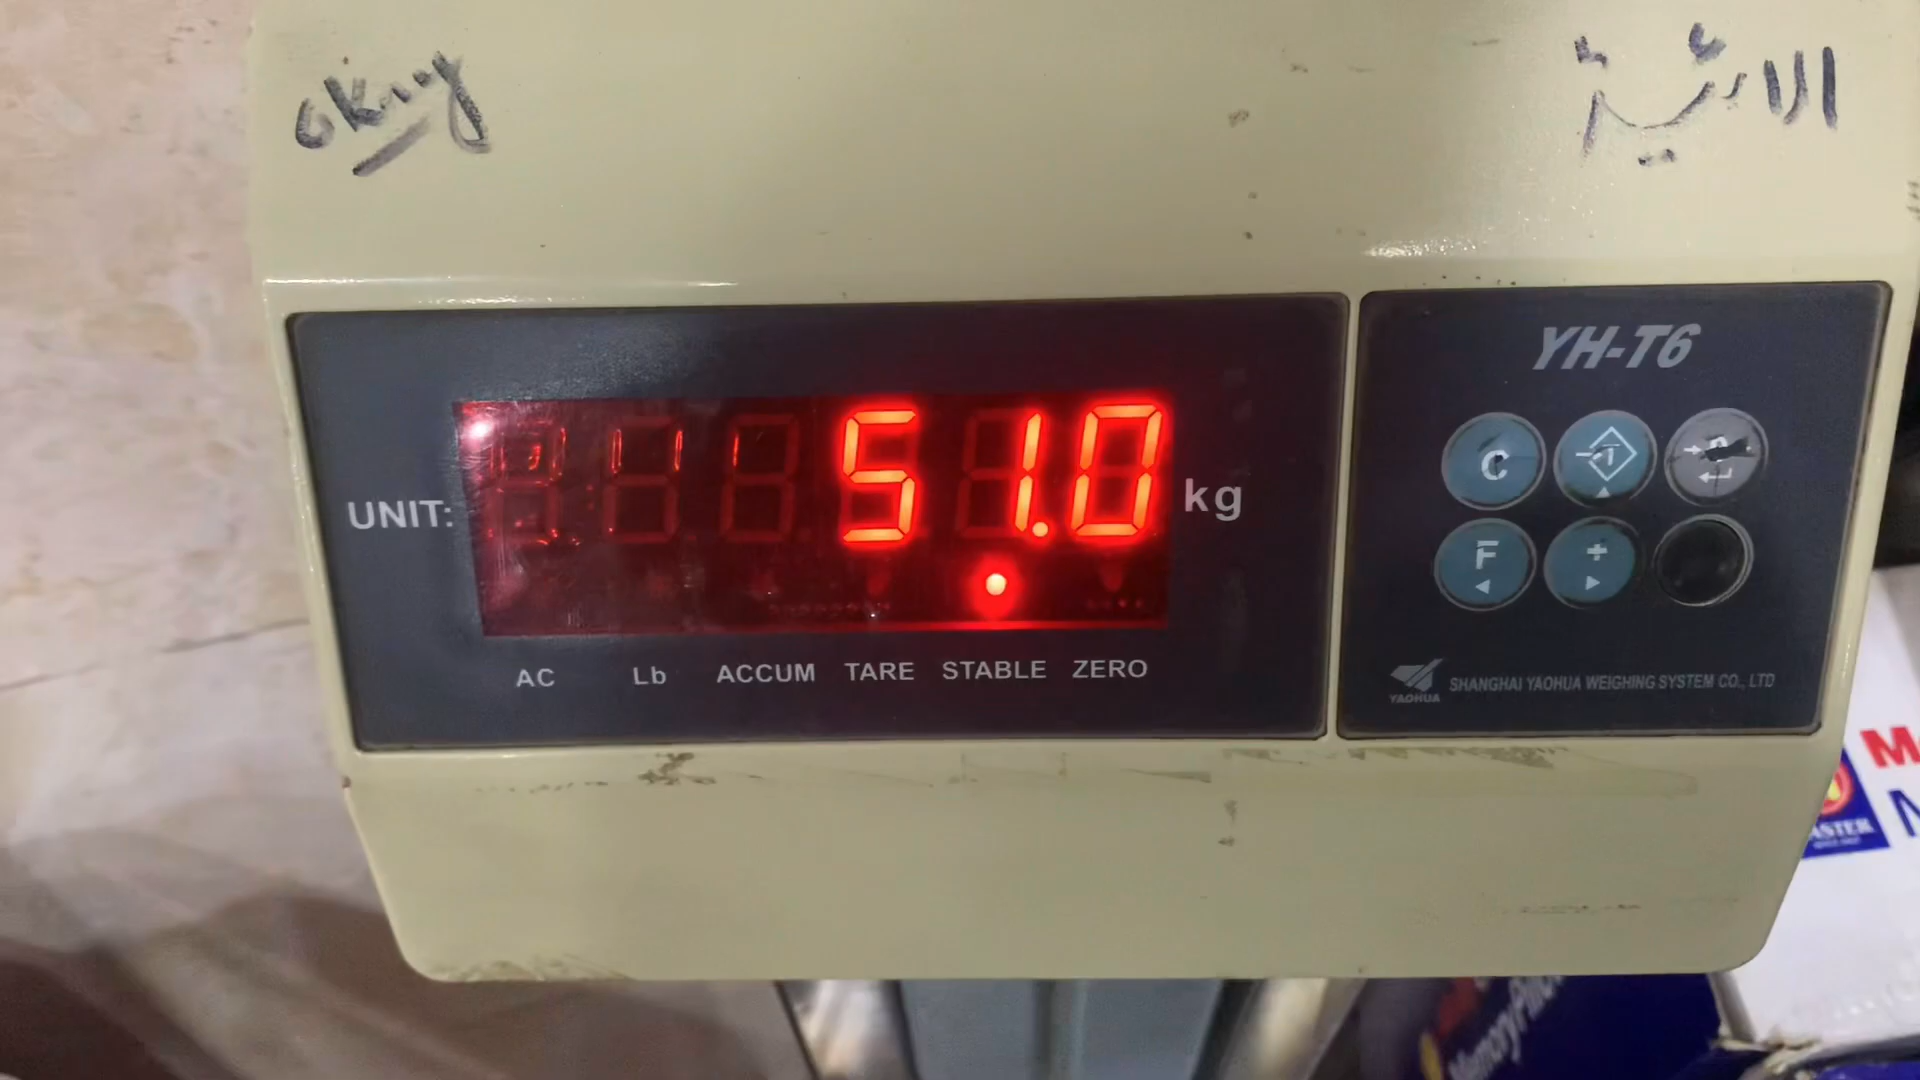 YH-T6
51.0
UNIT:
kg
C
T
F
+
AC Lb ACCUM TARE STABLE ZERO
YAOHUA
SHANGHAI YAOHUA WEIGHING SYSTEM CO., LTD